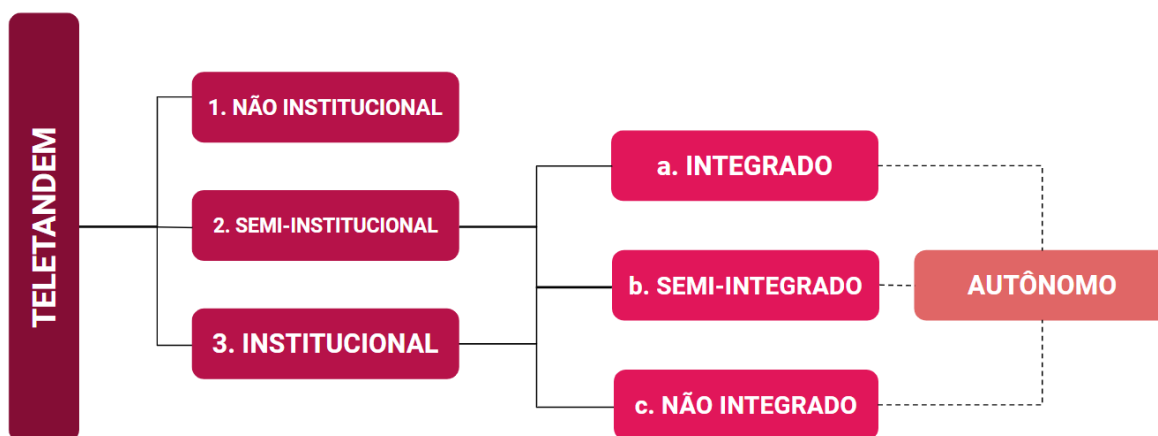 TELETANDEM
1. NÃO INSTITUCIONAL
2. SEMI-INSTITUCIONAL
3. INSTITUCIONAL
a. INTEGRADO
b. SEMI-INTEGRADO
c. NÃO INTEGRADO
AUTÔNOMO